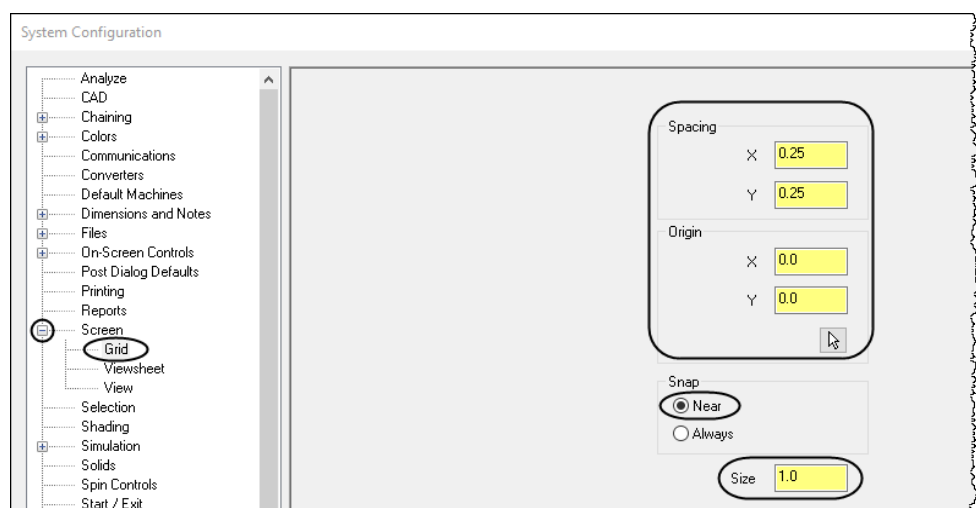 System Configuration
Analyze
CAD
Chaining
Colors
Communications
Converters
Default Machines
Dimensions and Notes
Files
On-Screen Controls
Post Dialog Defaults
Printing
Reports
Screen
Grid
Viewsheet
View
Selection
Shading
Simulation
Solids
Spin Controls
Start / Exit
Spacing
X 0.25
Y 0.25
Origin
X 0.0
Y 0.0
Snap
Near
Always
Size 1.0